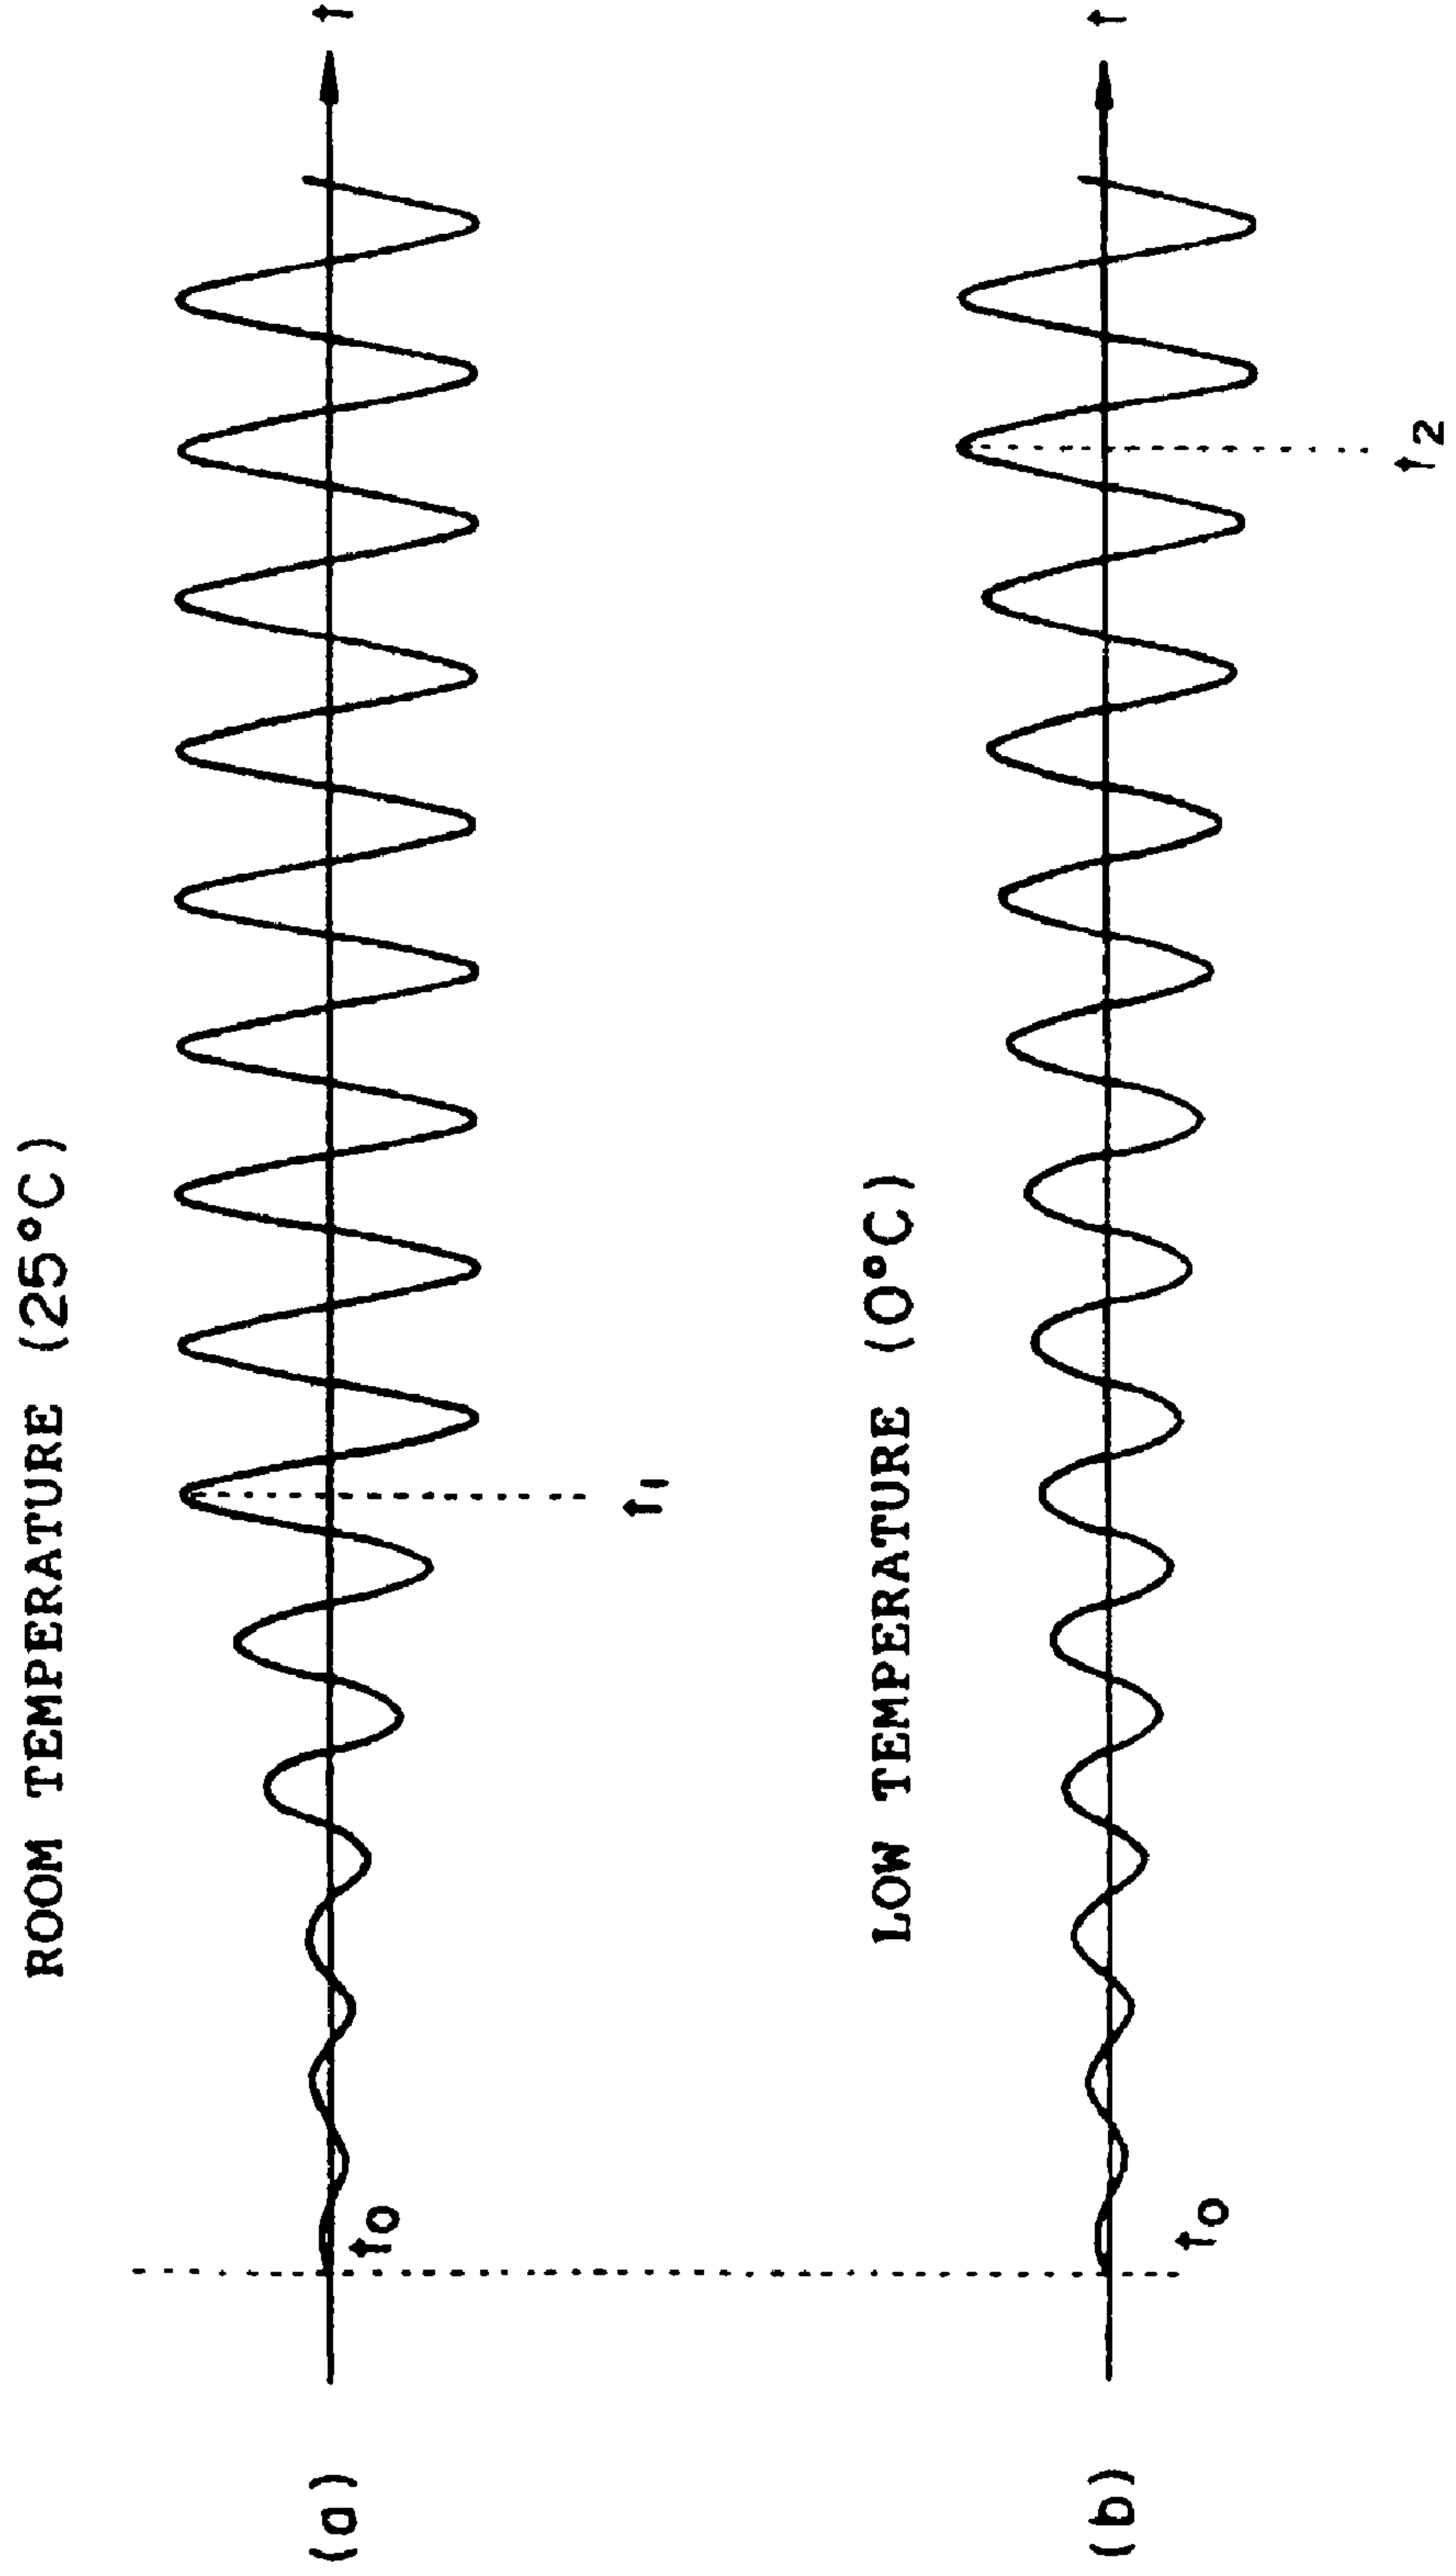 ROOM TEMPERATURE (25°C)
(a)
t0
t1
t
LOW TEMPERATURE (0°C)
(b)
t0
t2
t